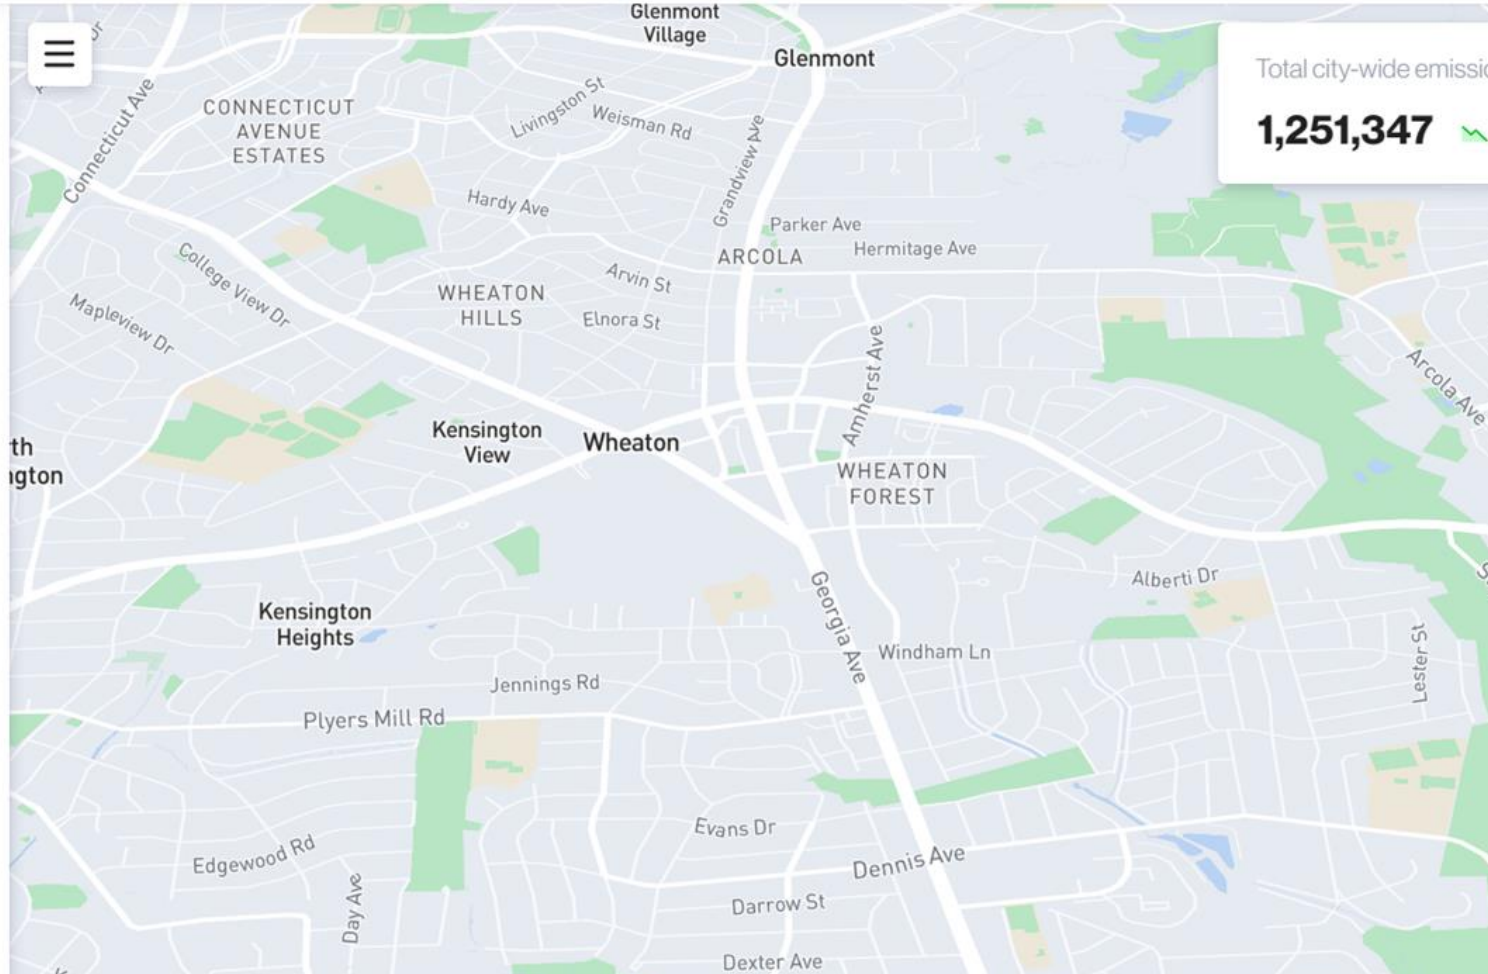 Glenmont
Village
Glenmont
Total city-wide
1,251,347
Connecticut Ave
CONNECTICUT
AVENUE
ESTATES
Livingston St
Weisman Rd
Grandview Ave
Hardy Ave
Parker Ave
ARCOLA
Hermitage Ave
College View Dr
Arvin St
WHEATON
HILLS
Elnora St
Mapleview Dr
Amherst Ave
Arcola Ave
Kensington
View
Wheaton
th
ngton
WHEATON
FOREST
Alberti Dr
Georgia Ave
Kensington
Heights
Windham Ln
Lester St
Jennings Rd
Plyers Mill Rd
Evans Dr
Edgewood Rd
Dennis Ave
Day Ave
Darrow St
Dexter Ave